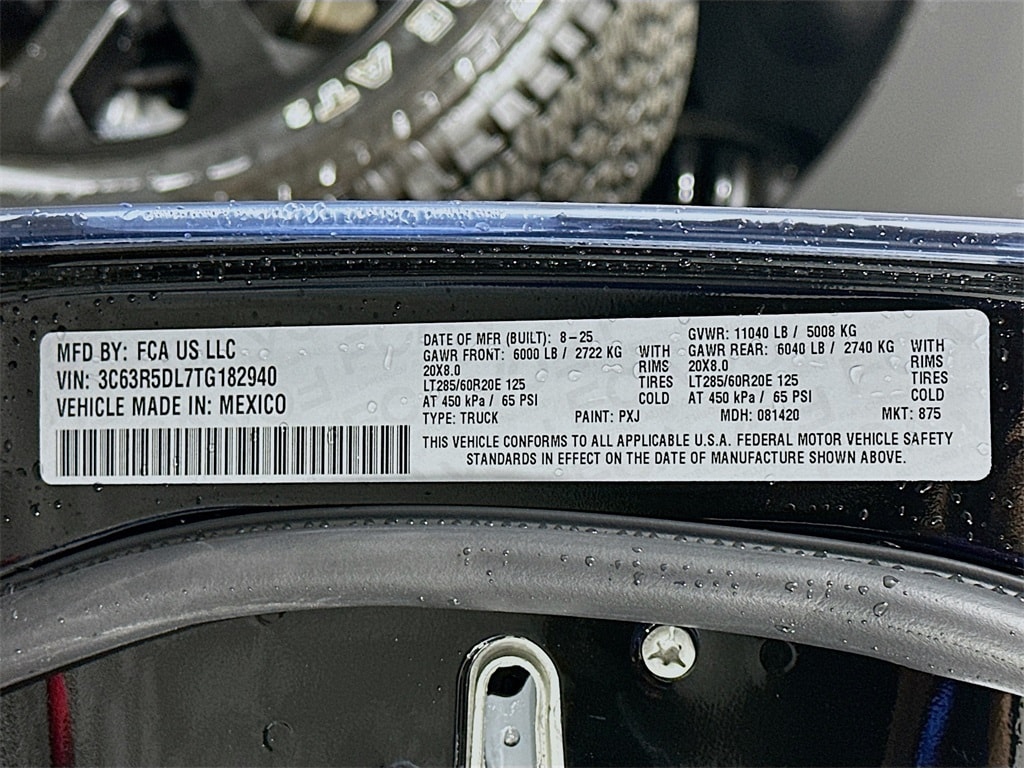 MFD BY: FCA US LLC
VIN: 3C63R5DL7TG182940
VEHICLE MADE IN: MEXICO
DATE OF MFR (BUILT): 8-25
GAWR FRONT: 6000 LB / 2722 KG WITH
20X8.0 RIMS
LT285/60R20E 125 TIRES
AT 450 kPa / 65 PSI COLD
GVWR: 11040 LB / 5008 KG
GAWR REAR: 6040 LB / 2740 KG WITH
20X8.0 RIMS
LT285/60R20E 125 TIRES
AT 450 kPa / 65 PSI COLD
TYPE: TRUCK PAINT: PXJ MDH: 081420 MKT: 875
THIS VEHICLE CONFORMS TO ALL APPLICABLE U.S.A. FEDERAL MOTOR VEHICLE SAFETY
STANDARDS IN EFFECT ON THE DATE OF MANUFACTURE SHOWN ABOVE.